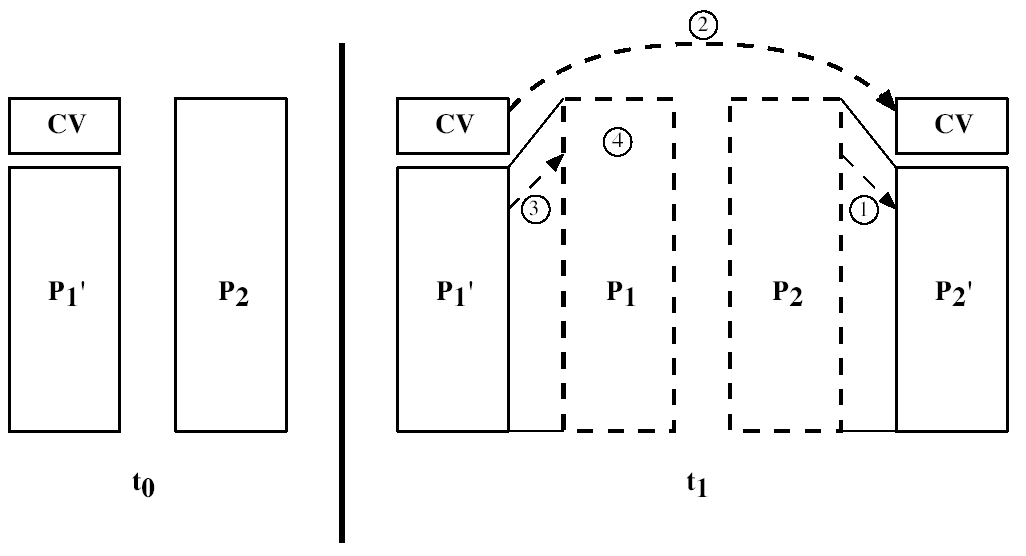 ②
CV
CV
CV
④
③
①
P1'
P2
P1'
P1
P2
P2'
t0
t1